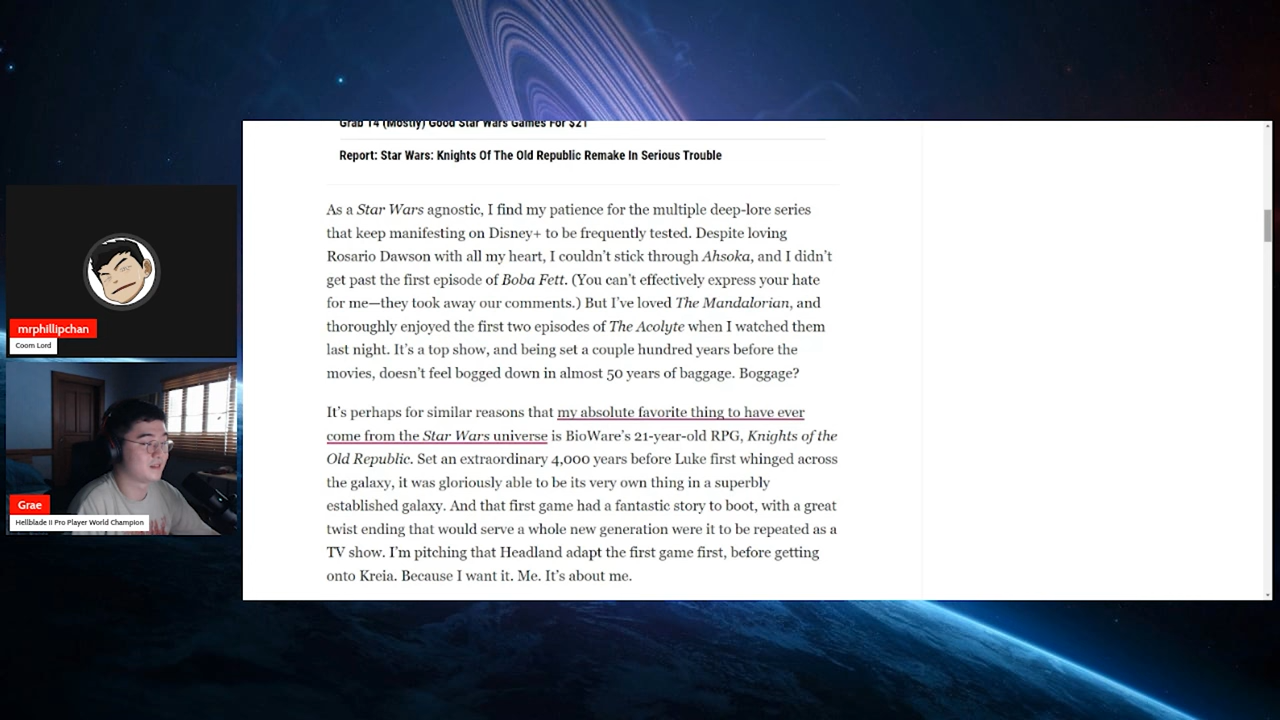 Grab 14 (Mostly) Good Star Wars Games For $21
Report: Star Wars: Knights Of The Old Republic Remake In Serious Trouble
As a Star Wars agnostic, I find my patience for the multiple deep-lore series
that keep manifesting on Disney+ to be frequently tested. Despite loving
Rosario Dawson with all my heart, I couldn't stick through Ahsoka, and I didn't
get past the first episode of Boba Fett. (You can't effectively express your hate
for me—they took away our comments.) But I've loved The Mandalorian, and
thoroughly enjoyed the first two episodes of The Acolyte when I watched them
last night. It's a top show, and being set a couple hundred years before the
movies, doesn't feel bogged down in almost 50 years of baggage. Boggage?
It's perhaps for similar reasons that my absolute favorite thing to have ever
come from the Star Wars universe is BioWare's 21-year-old RPG, Knights of the
Old Republic. Set an extraordinary 4,000 years before Luke first whinged across
the galaxy, it was gloriously able to be its very own thing in a superbly
established galaxy. And that first game had a fantastic story to boot, with a great
twist ending that would serve a whole new generation were it to be repeated as a
TV show. I'm pitching that Headland adapt the first game first, before getting
onto Kreia. Because I want it. Me. It's about me.
mrphillipchan
Coom Lord
Grae
Hellblade II Pro Player World Champion